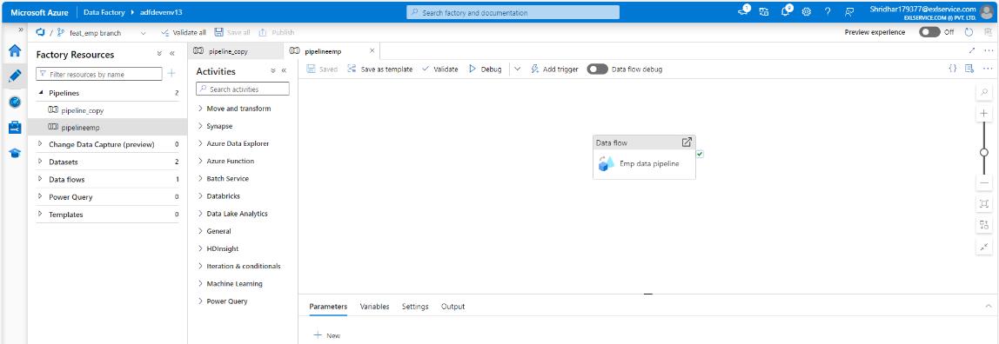 Microsoft Azure
Data Factory
adfdevenv13
Search factory and documentation
1
9
Shridhar179377@exlservice.com
EXLSERVICE.COM (I) PVT. LTD.
/ feat_emp branch
Validate all
Save all
Publish
Preview experience
Off
Factory Resources
Filter resources by name
Pipelines 2
pipeline_copy
pipelineemp
Change Data Capture (preview) 0
Datasets 2
Data flows 1
Power Query 0
Templates 0
pipeline_copy
pipelineemp
Activities
Search activities
Move and transform
Synapse
Azure Data Explorer
Azure Function
Batch Service
Databricks
Data Lake Analytics
General
HDInsight
Iteration & conditionals
Machine Learning
Power Query
Saved
Save as template
Validate
Debug
Add trigger
Data flow debug
Data flow
Emp data pipeline
Parameters Variables Settings Output
New